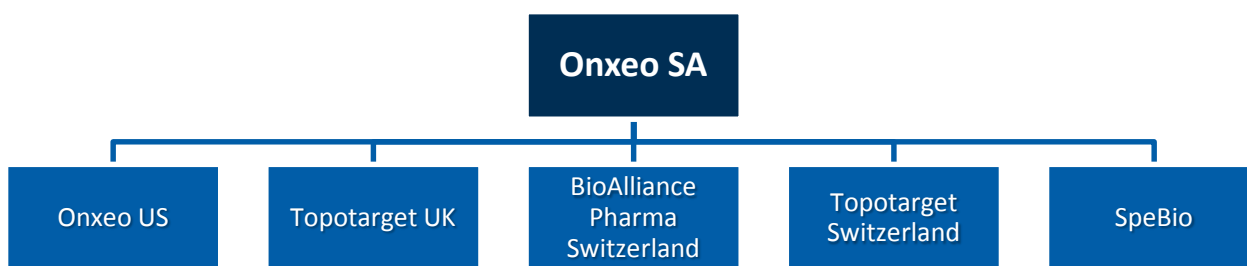 Onxeo SA
Onxeo US
Topotarget UK
BioAlliance
Pharma
Switzerland
Topotarget
Switzerland
SpeBio